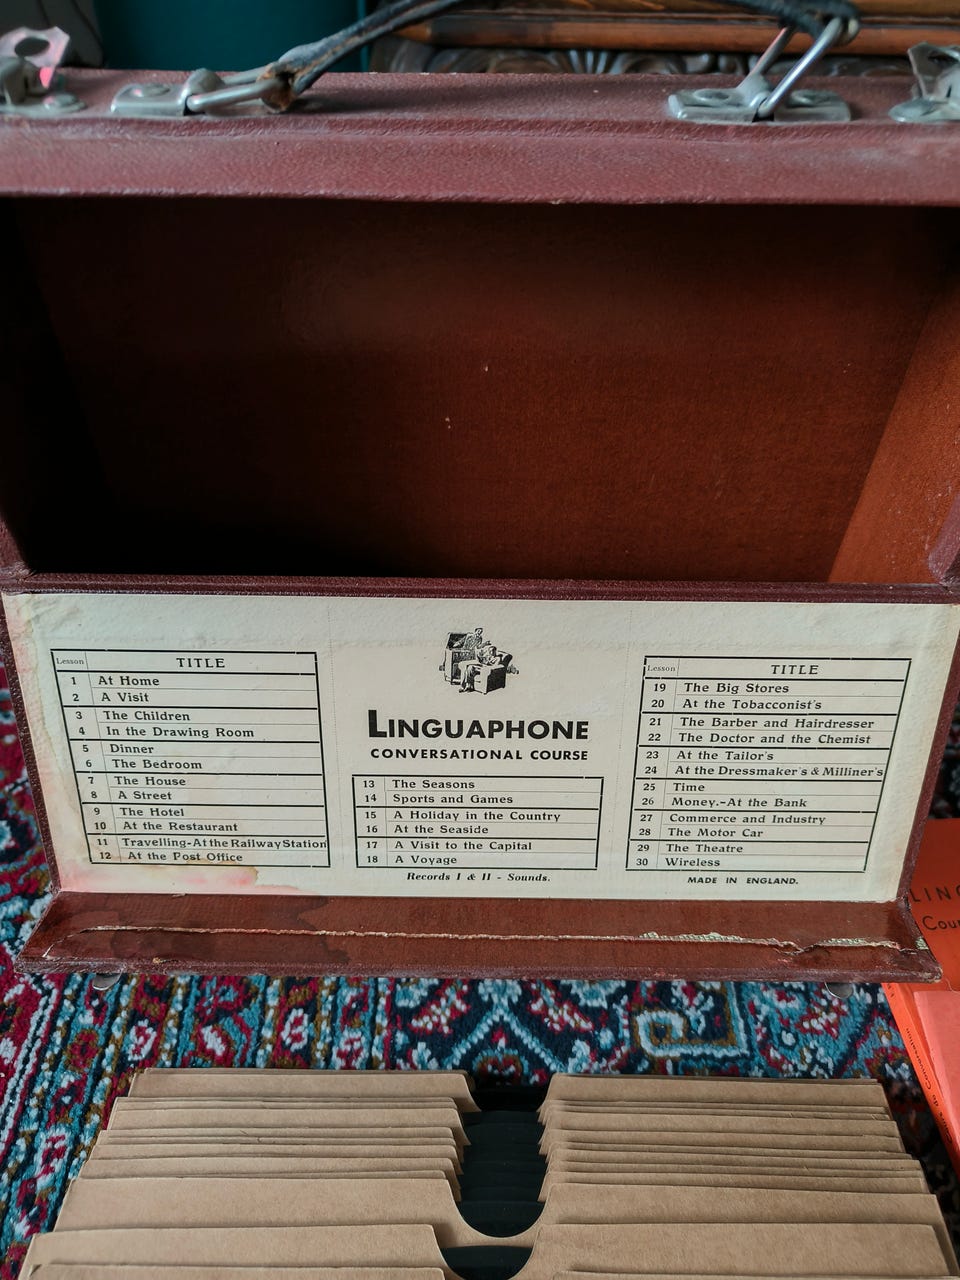 Lesson TITLE
1 At Home
2 A Visit
3 The Children
4 In the Drawing Room
5 Dinner
6 The Bedroom
7 The House
8 A Street
9 The Hotel
10 At the Restaurant
11 Travelling-At the Railway Station
12 At the Post Office
LINGUAPHONE
CONVERSATIONAL COURSE
13 The Seasons
14 Sports and Games
15 A Holiday in the Country
16 At the Seaside
17 A Visit to the Capital
18 A Voyage
Records I & II - Sounds.
Lesson TITLE
19 The Big Stores
20 At the Tobacconist's
21 The Barber and Hairdresser
22 The Doctor and the Chemist
23 At the Tailor's
24 At the Dressmaker's & Milliner's
25 Time
26 Money.-At the Bank
27 Commerce and Industry
28 The Motor Car
29 The Theatre
30 Wireless
MADE IN ENGLAND.
LING
Cour
de Conversation